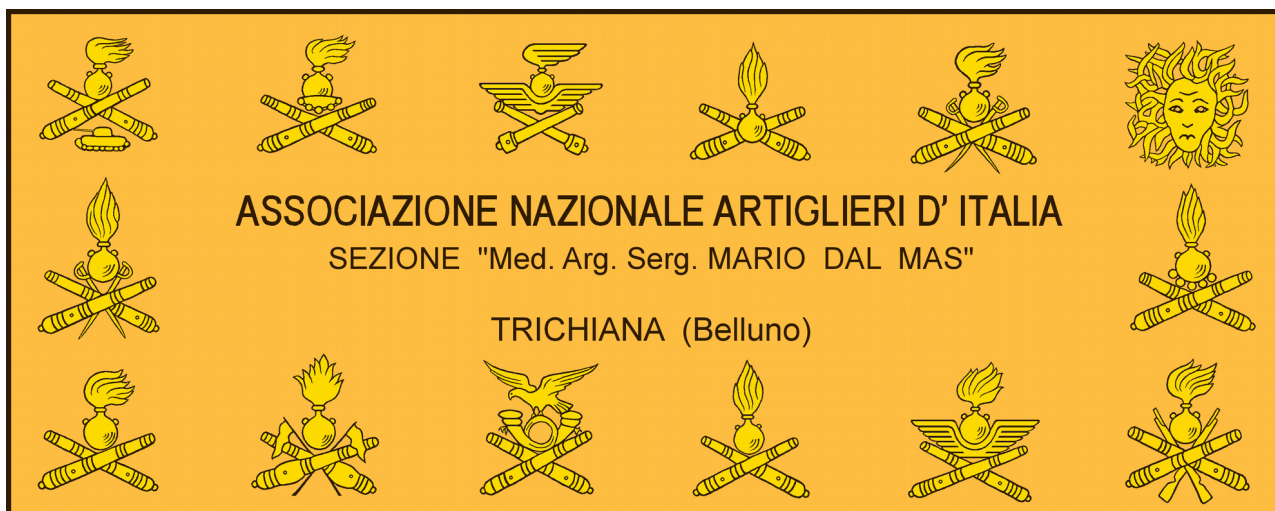 ASSOCIAZIONE NAZIONALE ARTIGLIERI D' ITALIA
SEZIONE "Med. Arg. Serg. MARIO DAL MAS"
TRICHIANA (Belluno)